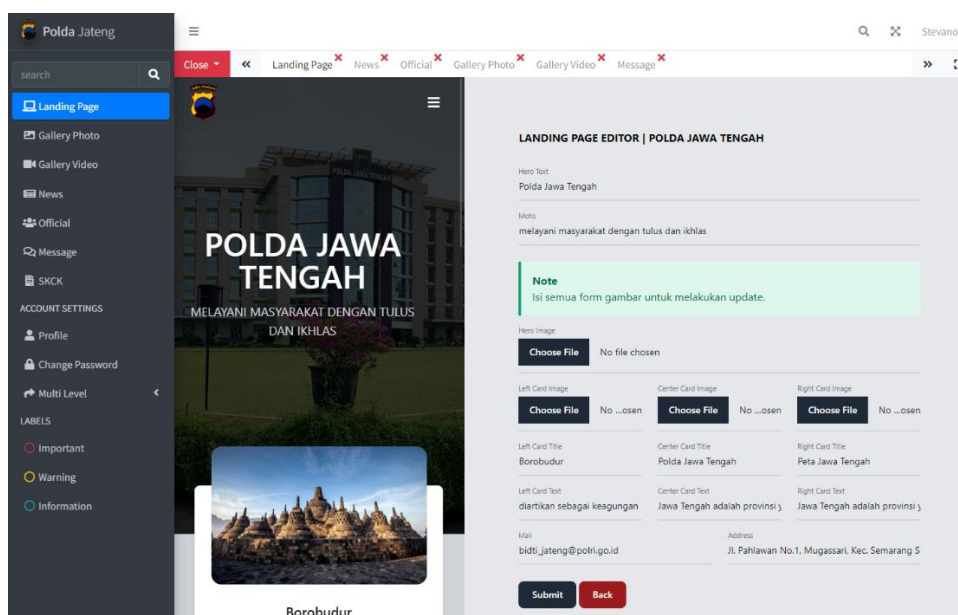 Polda Jateng
Stevano
search
Close
Landing Page News Official Gallery Photo Gallery Video Message
Landing Page
Gallery Photo
Gallery Video
News
Official
Message
SKCK
ACCOUNT SETTINGS
Profile
Change Password
Multi Level
LABELS
Important
Warning
Information
POLDA JAWA TENGAH
POLDA JAWA
TENGAH
MELAYANI MASYARAKAT DENGAN TULUS
DAN IKHLAS
Borobudur
LANDING PAGE EDITOR | POLDA JAWA TENGAH
Hero Text
Polda Jawa Tengah
Moto
melayani masyarakat dengan tulus dan ikhlas
Note
Isi semua form gambar untuk melakukan update.
Hero Image
Choose File No file chosen
Left Card Image Center Card Image Right Card Image
Choose File No ...osen Choose File No ...osen Choose File No ...osen
Left Card Title Center Card Title Right Card Title
Borobudur Polda Jawa Tengah Peta Jawa Tengah
Left Card Text Center Card Text Right Card Text
diartikan sebagai keagungan Jawa Tengah adalah provinsi Jawa Tengah adalah provinsi
Mail Address
bidti_jateng@polri.go.id Jl. Pahlawan No.1, Mugassari, Kec. Semarang S
Submit Back